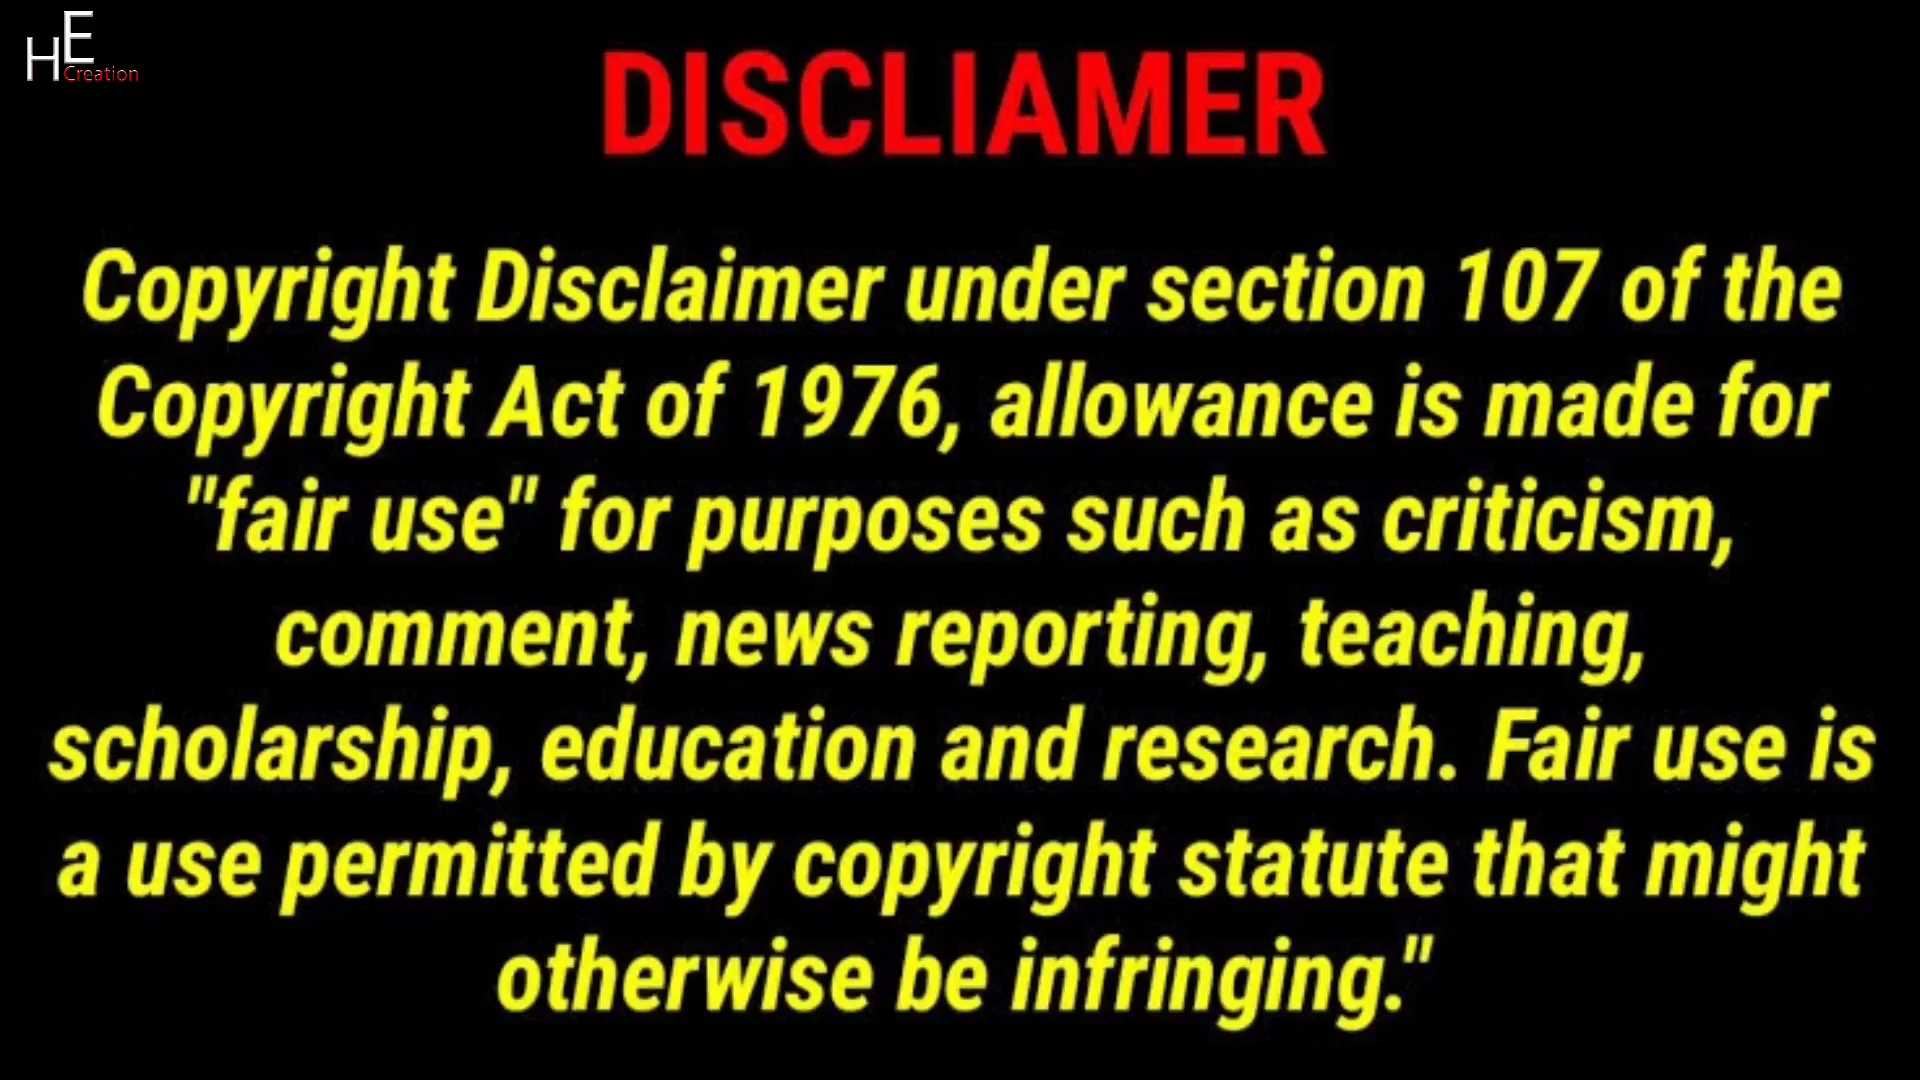 HE
Creation
DISCLIAMER
Copyright Disclaimer under section 107 of the
Copyright Act of 1976, allowance is made for
"fair use" for purposes such as criticism,
comment, news reporting, teaching,
scholarship, education and research. Fair use is
a use permitted by copyright statute that might
otherwise be infringing."